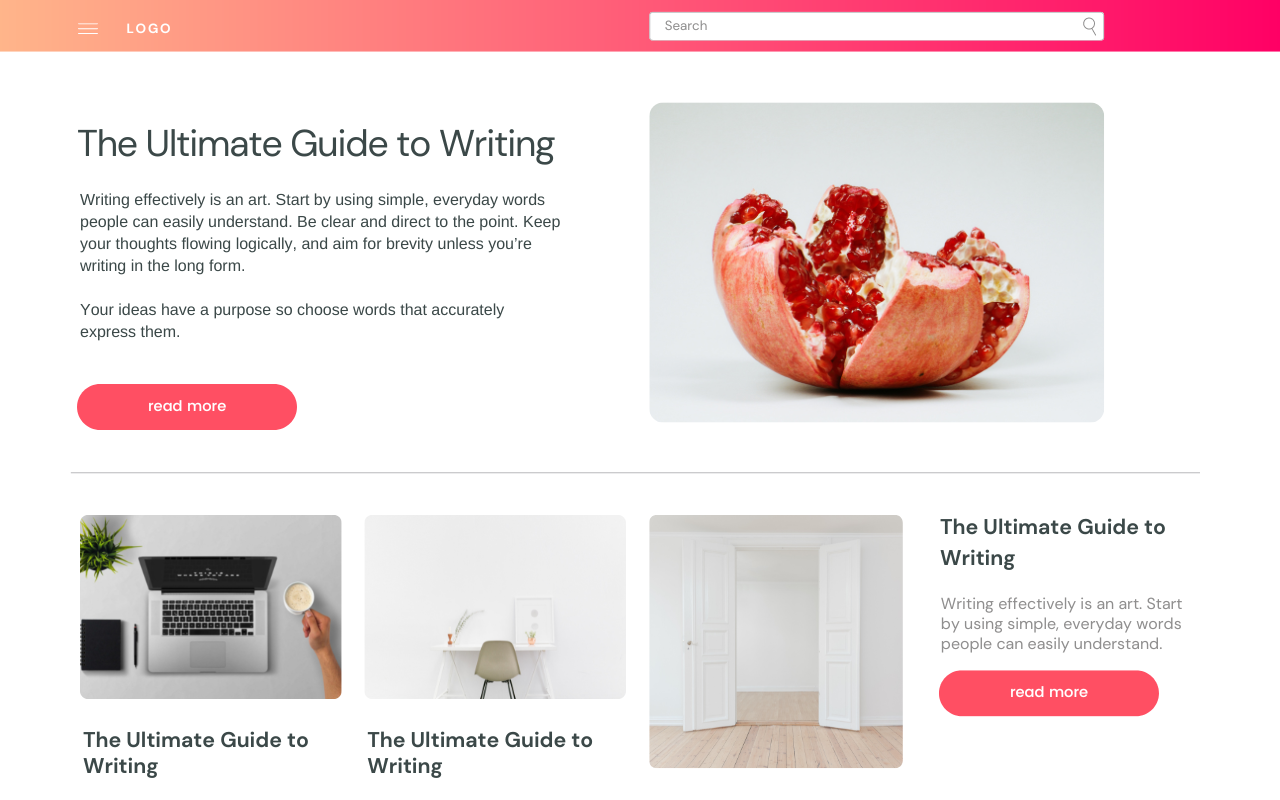 LOGO
Search
The Ultimate Guide to Writing
Writing effectively is an art. Start by using simple, everyday words
people can easily understand. Be clear and direct to the point. Keep
your thoughts flowing logically, and aim for brevity unless you’re
writing in the long form.
Your ideas have a purpose so choose words that accurately
express them.
read more
The Ultimate Guide to
Writing
The Ultimate Guide to
Writing
The Ultimate Guide to
Writing
Writing effectively is an art. Start
by using simple, everyday words
people can easily understand.
read more